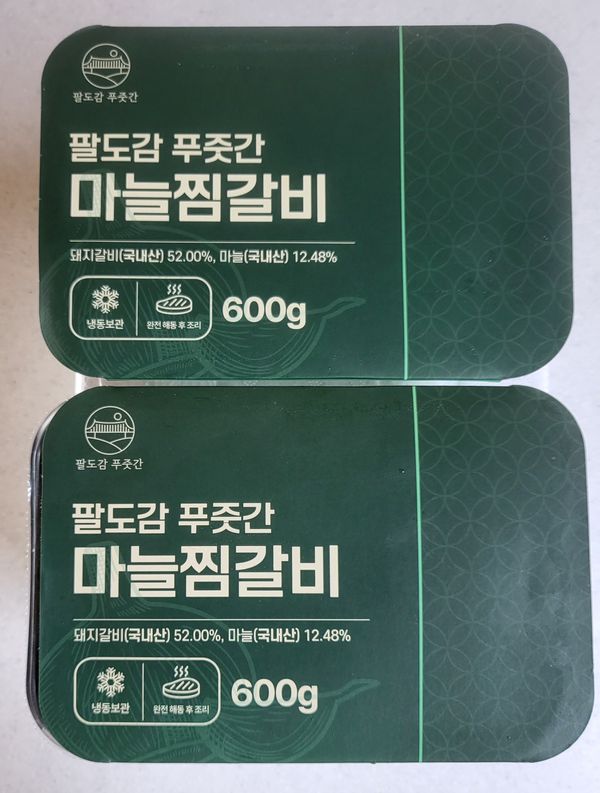 팔도감 푸줏간
팔도감 푸줏간
마늘찜갈비
돼지갈비(국내산) 52.00%, 마늘(국내산) 12.48%
냉동보관
완전 해동 후 조리
600g
팔도감 푸줏간
팔도감 푸줏간
마늘찜갈비
돼지갈비(국내산) 52.00%, 마늘(국내산) 12.48%
냉동보관
완전 해동 후 조리
600g